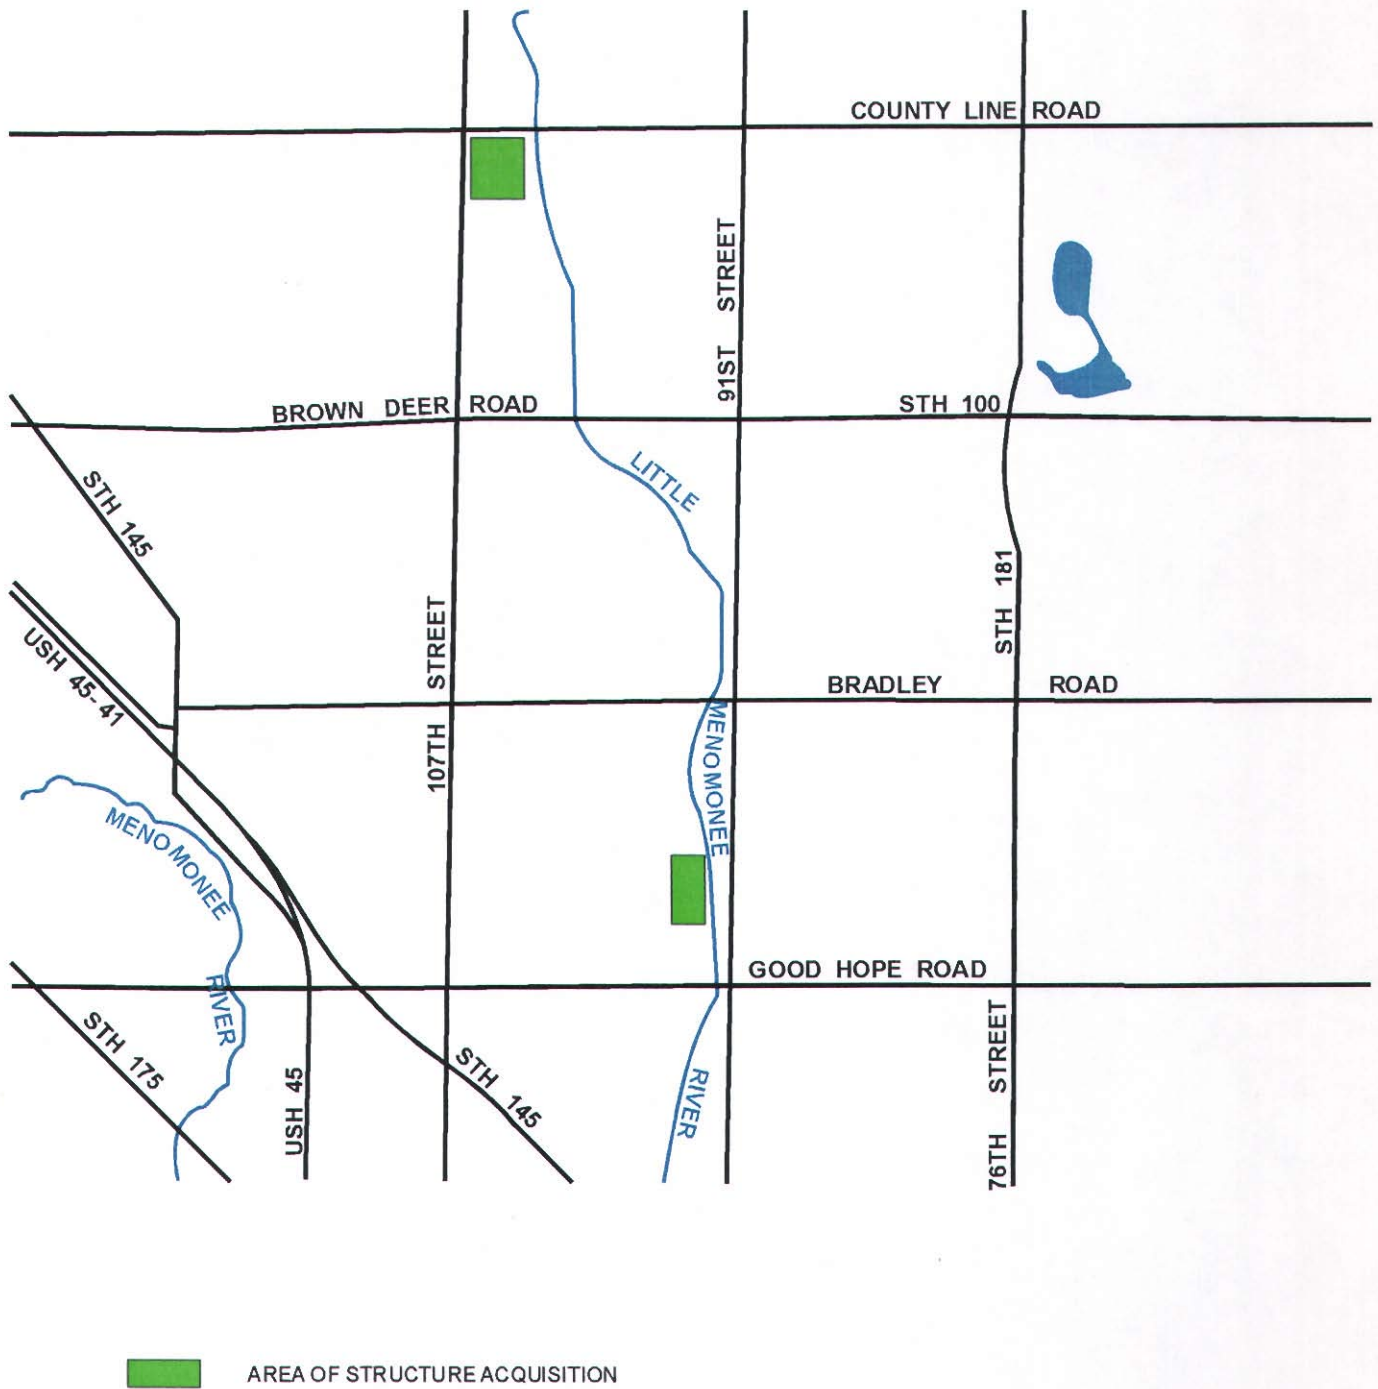 COUNTY LINE ROAD
91ST STREET
BROWN DEER ROAD
STH 100
STH 145
LITTLE
STH 181
107TH STREET
USH 45-41
BRADLEY ROAD
MENOMONEE
MENOMONEE
RIVER
GOOD HOPE ROAD
STH 175
USH 45
STH 145
RIVER
76TH STREET
AREA OF STRUCTURE ACQUISITION